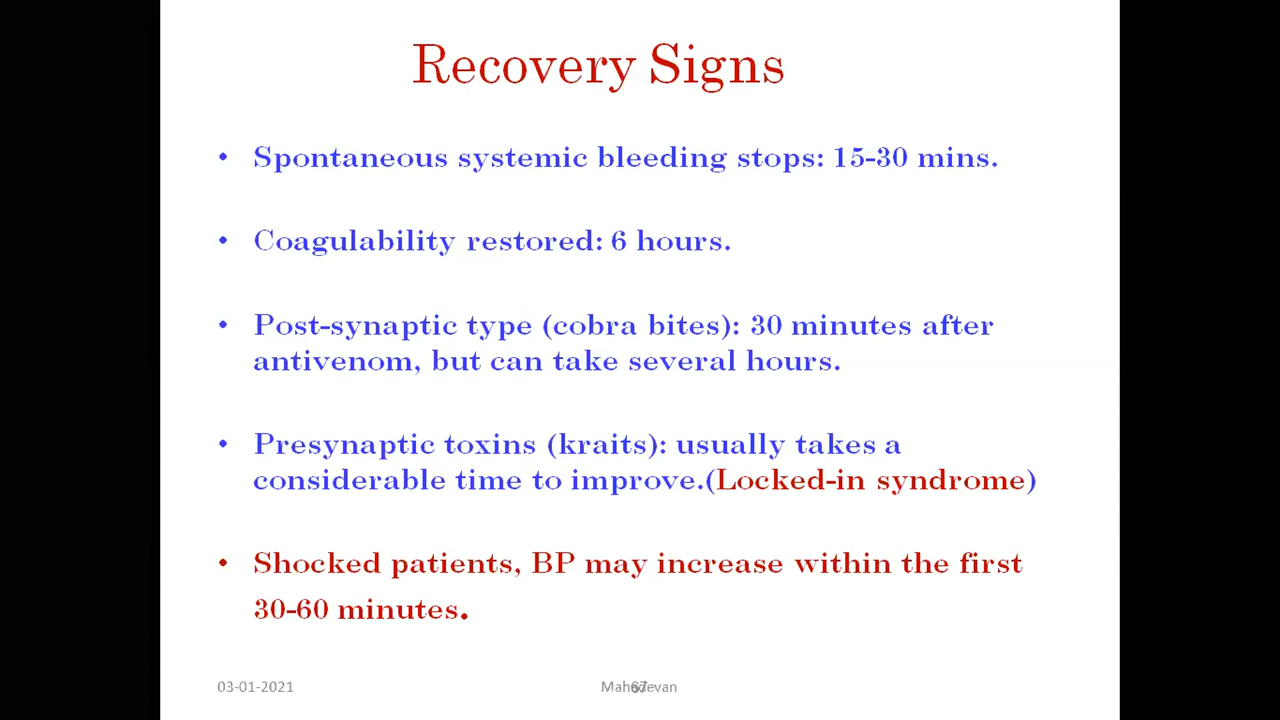 Recovery Signs
• Spontaneous systemic bleeding stops: 15-30 mins.
• Coagulability restored: 6 hours.
• Post-synaptic type (cobra bites): 30 minutes after
antivenom, but can take several hours.
• Presynaptic toxins (kraits): usually takes a
considerable time to improve.(Locked-in syndrome)
• Shocked patients, BP may increase within the first
30-60 minutes.
03-01-2021
Mahadevan
67